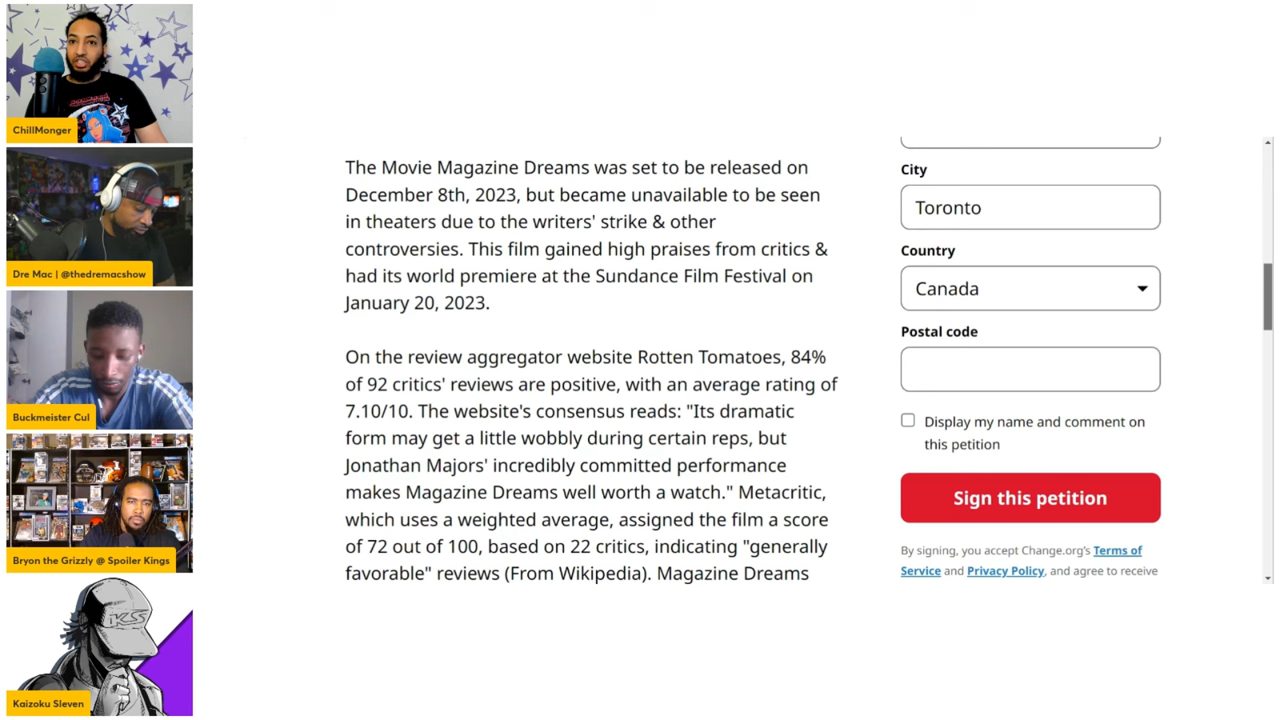 ChillMonger
Dre Mac | @thedremacshow
Buckmeister Cul
Bryon the Grizzly @ Spoiler Kings
KS
Kaizoku Sleven
The Movie Magazine Dreams was set to be released on
December 8th, 2023, but became unavailable to be seen
in theaters due to the writers' strike & other
controversies. This film gained high praises from critics &
had its world premiere at the Sundance Film Festival on
January 20, 2023.
On the review aggregator website Rotten Tomatoes, 84%
of 92 critics' reviews are positive, with an average rating of
7.10/10. The website's consensus reads: "Its dramatic
form may get a little wobbly during certain reps, but
Jonathan Majors' incredibly committed performance
makes Magazine Dreams well worth a watch." Metacritic,
which uses a weighted average, assigned the film a score
of 72 out of 100, based on 22 critics, indicating "generally
favorable" reviews (From Wikipedia). Magazine Dreams
City
Toronto
Country
Canada
Postal code
Display my name and comment on
this petition
Sign this petition
By signing, you accept Change.org's Terms of
Service and Privacy Policy, and agree to receive